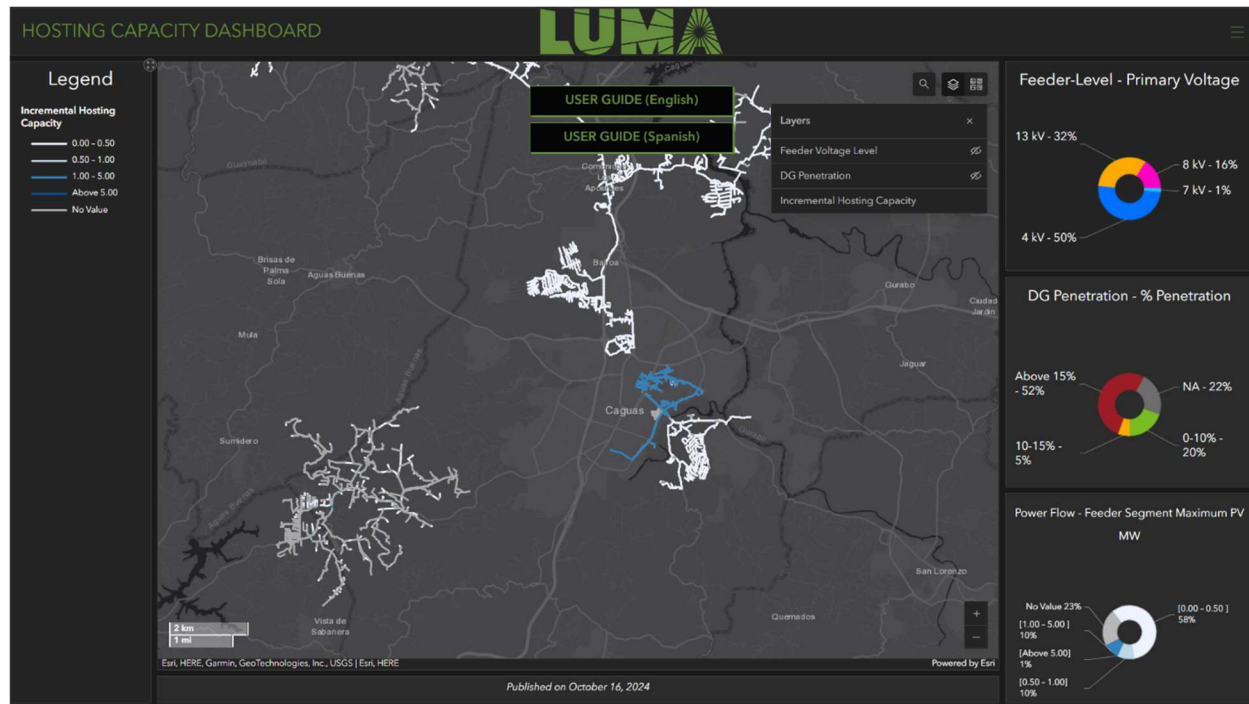 HOSTING CAPACITY DASHBOARD
LUMA
Legend
Incremental Hosting
Capacity
0.00 – 0.50
0.50 – 1.00
1.00 – 5.00
Above 5.00
No Value
USER GUIDE (English)
USER GUIDE (Spanish)
Layers
Feeder Voltage Level
DG Penetration
Incremental Hosting Capacity
Guaynabo
Brisas de
Palma
Sola
Aguas Buenas
Bairoa
Gurabo
Ciudad
Jardin
Mula
Jaguar
Aguas Buenas
Caguas
Sumidero
Aguas Buenas
San Lorenzo
Quemados
Vista de
Sabanera
2 km
1 mi
Esri, HERE, Garmin, GeoTechnologies, Inc., USGS | Esri, HERE
Powered by Esri
Published on October 16, 2024
Feeder-Level - Primary Voltage
13 kV - 32%
8 kV - 16%
7 kV - 1%
4 kV - 50%
DG Penetration - % Penetration
Above 15%
- 52%
NA - 22%
10-15% -
5%
0-10% -
20%
Power Flow - Feeder Segment Maximum PV
MW
No Value 23%
[0.00 – 0.50 ]
58%
[1.00 – 5.00 ]
10%
[Above 5.00]
1%
[0.50 – 1.00]
10%